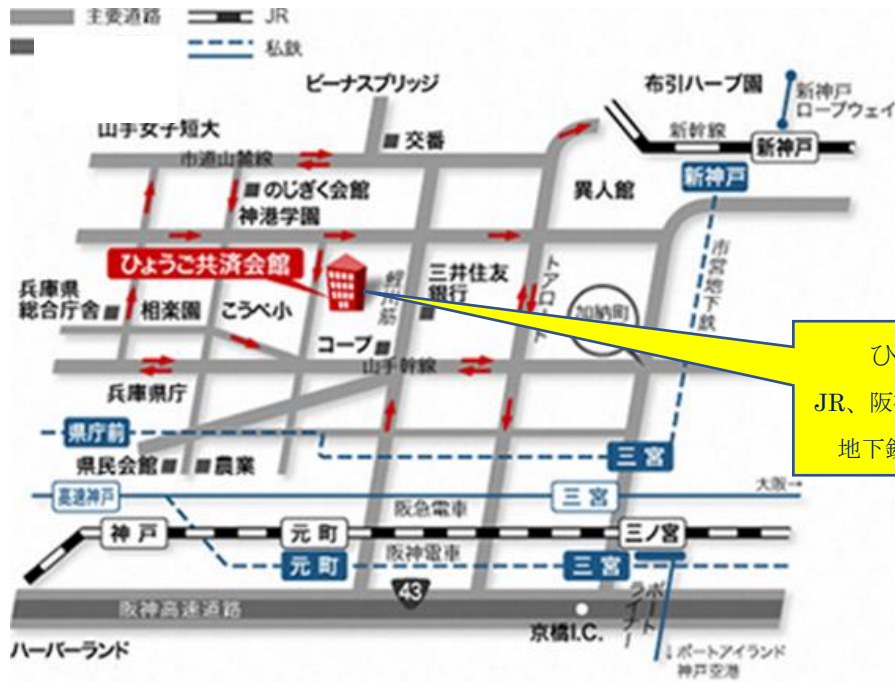 主要道路
JR
私鉄
ビーナスブリッジ
布引ハーブ園
新神戸
ロープウェイ
山手女子短大
交番
新幹線
新神戸
市道山麓線
新神戸
のじぎく会館
異人館
神港学園
市営地下鉄
ひょうご共済会館
三井住友
銀行
トアロード
兵庫県
総合庁舎
相楽園
こうべ小
鯉川筋
加納町
コープ
山手幹線
ひ
JR、阪
地下鉄
兵庫県庁
県庁前
三宮
県民会館
農業
大阪→
高速神戸
三宮
阪急電車
神戸
元町
三ノ宮
阪神電車
元町
三宮
43
ポートライナー
阪神高速道路
京橋I.C.
ハーバーランド
↓ポートアイランド
神戸空港